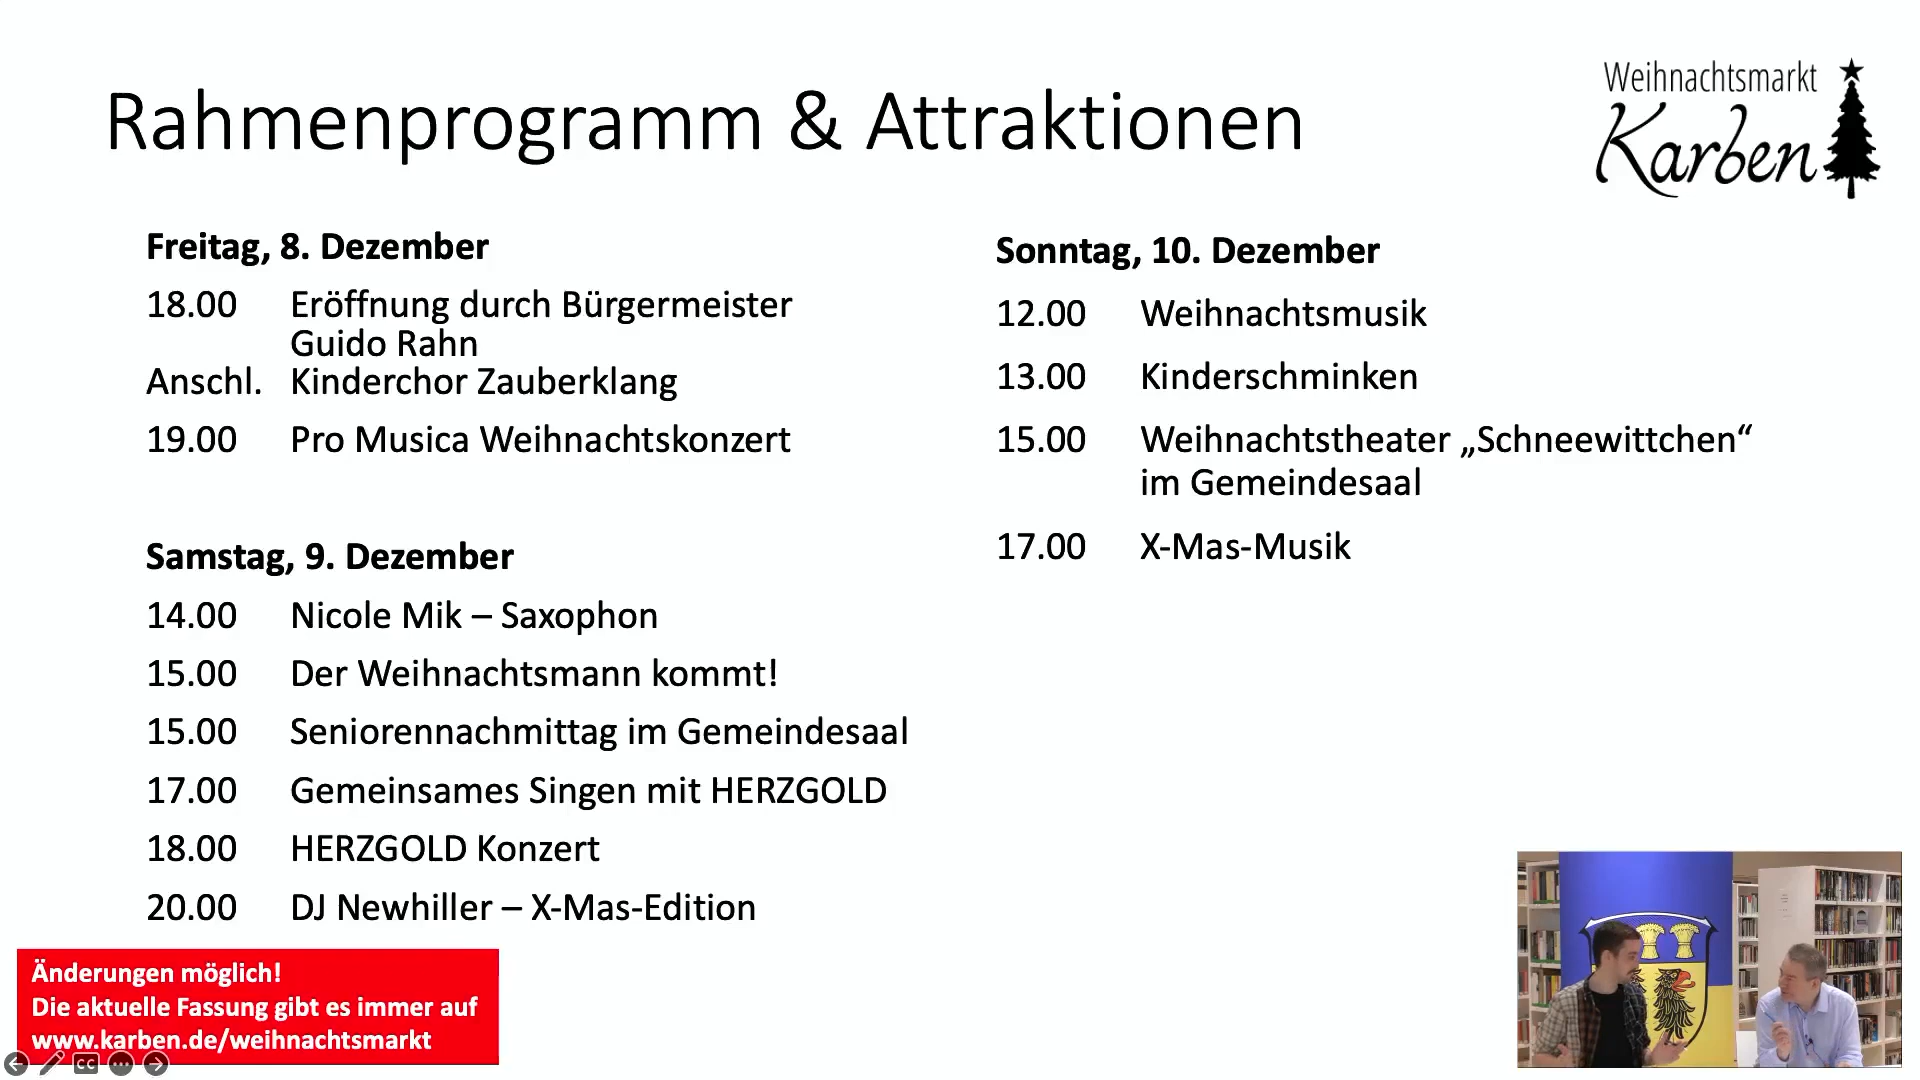 Rahmenprogramm & Attraktionen
Weihnachtsmarkt
Karben
Freitag, 8. Dezember
18.00 Eröffnung durch Bürgermeister
Guido Rahn
Anschl. Kinderchor Zauberklang
19.00 Pro Musica Weihnachtskonzert
Samstag, 9. Dezember
14.00 Nicole Mik – Saxophon
15.00 Der Weihnachtsmann kommt!
15.00 Seniorennachmittag im Gemeindesaal
17.00 Gemeinsames Singen mit HERZGOLD
18.00 HERZGOLD Konzert
20.00 DJ Newhiller – X-Mas-Edition
Sonntag, 10. Dezember
12.00 Weihnachtsmusik
13.00 Kinderschminken
15.00 Weihnachtstheater „Schneewittchen“
im Gemeindesaal
17.00 X-Mas-Musik
Änderungen möglich!
Die aktuelle Fassung gibt es immer auf
www.karben.de/weihnachtsmarkt
CC